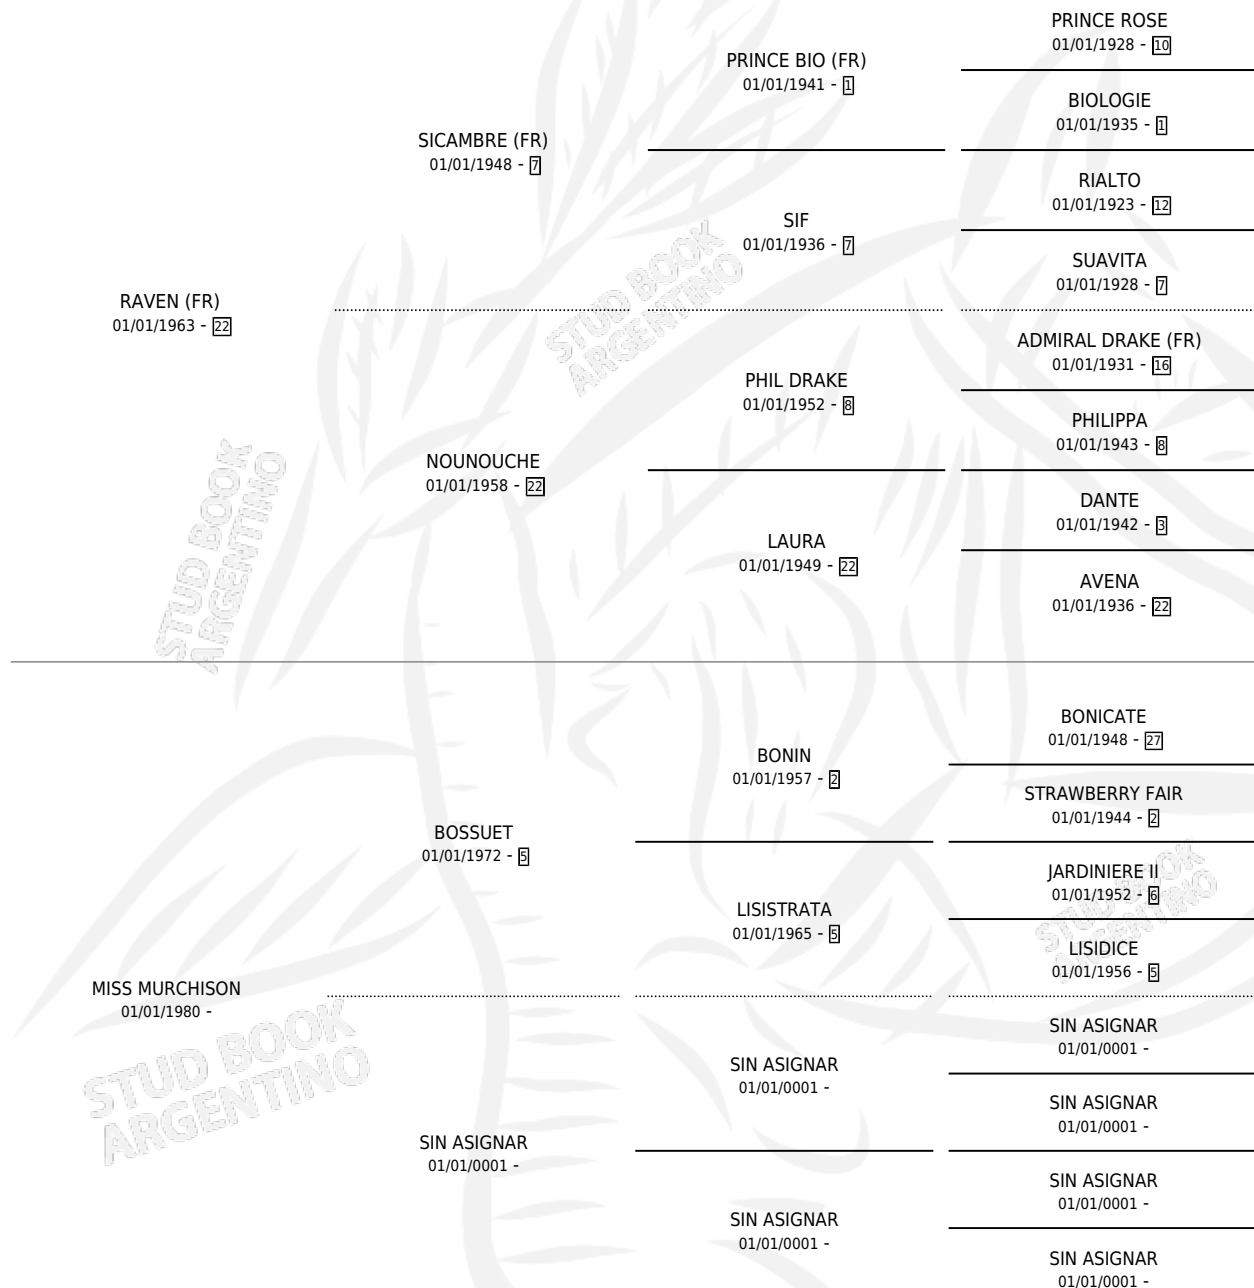 PRINCE ROSE
01/01/1928 - 10
PRINCE BIO (FR)
01/01/1941 - 1
BIOLOGIE
01/01/1935 - 1
SICAMBRE (FR)
01/01/1948 - 7
RIALTO
01/01/1923 - 12
SIF
01/01/1936 - 7
SUAVITA
01/01/1928 - 7
RAVEN (FR)
01/01/1963 - 22
STUD BOOK
ARGENTINO
ADMIRAL DRAKE (FR)
01/01/1931 - 16
PHIL DRAKE
01/01/1952 - 8
PHILIPPA
01/01/1943 - 8
NOUNOUCHE
01/01/1958 - 22
DANTE
01/01/1942 - 3
LAURA
01/01/1949 - 22
AVENA
01/01/1936 - 22
STUD BOOK
ARGENTINO
BONICATE
01/01/1948 - 27
BONIN
01/01/1957 - 2
STRAWBERRY FAIR
01/01/1944 - 2
BOSSUET
01/01/1972 - 5
JARDINIERE II
01/01/1952 - 6
LISISTRATA
01/01/1965 - 5
LISIDICE
01/01/1956 - 5
STUD BOOK
ARGENTINO
MISS MURCHISON
01/01/1980 -
SIN ASIGNAR
01/01/0001 -
SIN ASIGNAR
01/01/0001 -
SIN ASIGNAR
01/01/0001 -
STUD BOOK
ARGENTINO
SIN ASIGNAR
01/01/0001 -
SIN ASIGNAR
01/01/0001 -
SIN ASIGNAR
01/01/0001 -
SIN ASIGNAR
01/01/0001 -